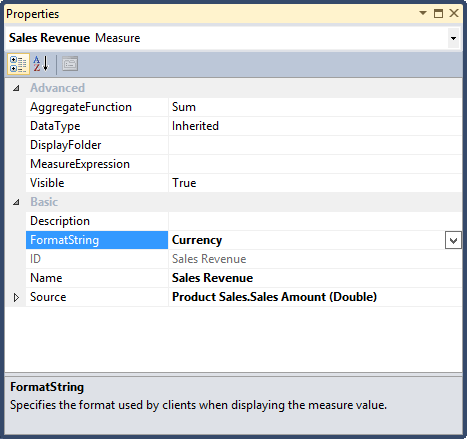 Properties
Sales Revenue Measure
Advanced
AggregateFunction Sum
DataType Inherited
DisplayFolder
MeasureExpression
Visible True
Basic
Description
FormatString Currency
ID Sales Revenue
Name Sales Revenue
Source Product Sales.Sales Amount (Double)
FormatString
Specifies the format used by clients when displaying the measure value.